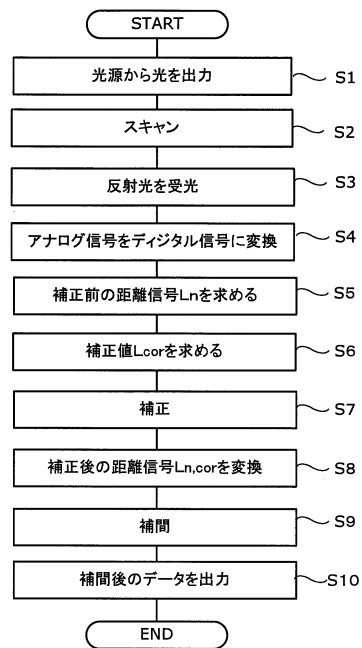 START
光源から光を出力 S1
スキャン S2
反射光を受光 S3
アナログ信号をディジタル信号に変換 S4
補正前の距離信号Lnを求める S5
補正値Lcorを求める S6
補正 S7
補正後の距離信号Ln,corを変換 S8
補間 S9
補間後のデータを出力 S10
END